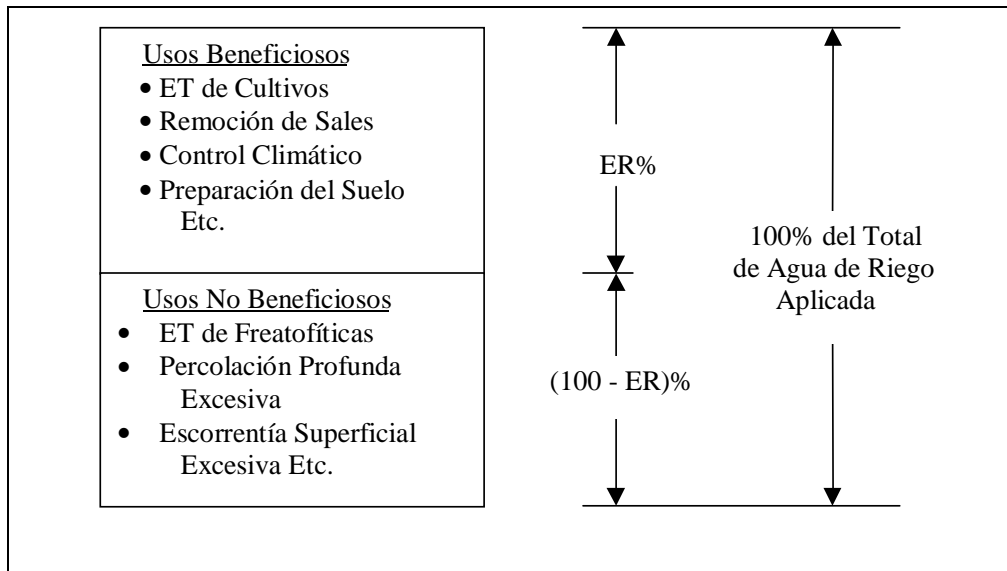 Usos Beneficiosos
• ET de Cultivos
• Remoción de Sales
• Control Climático
• Preparación del Suelo
Etc.
Usos No Beneficiosos
• ET de Freatofíticas
• Percolación Profunda
Excesiva
• Escorrentía Superficial
Excesiva Etc.
ER%
(100 - ER)%
100% del Total
de Agua de Riego
Aplicada